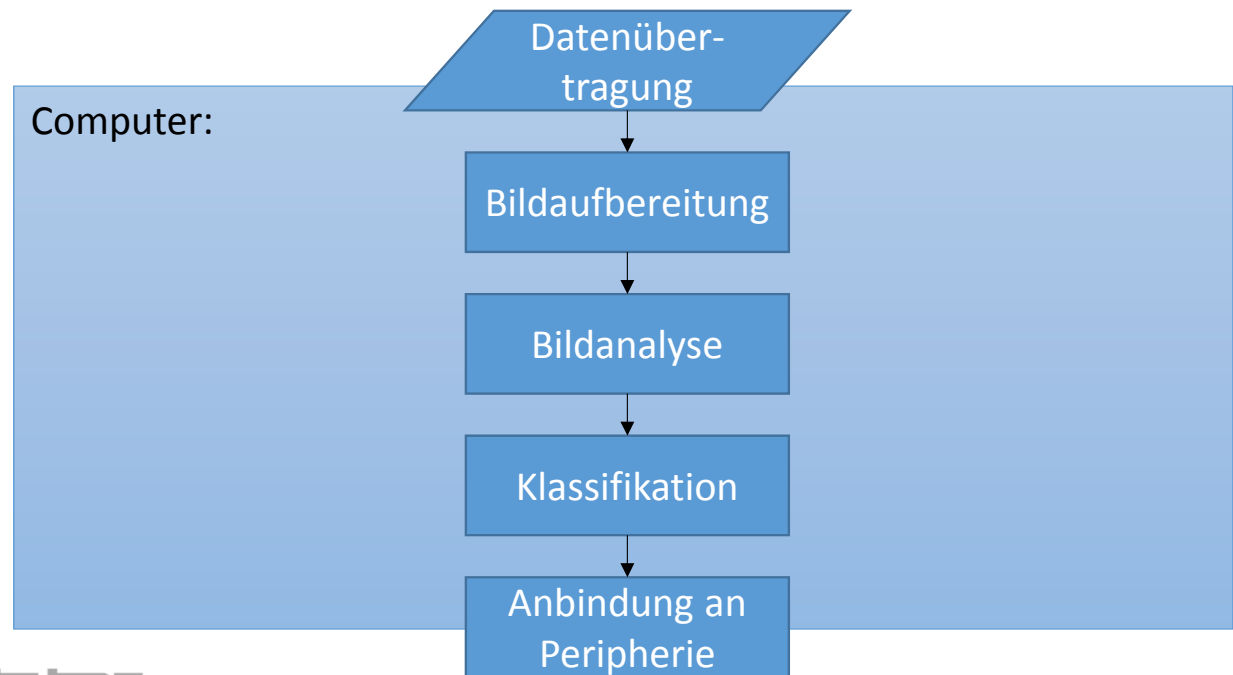 Datenüber-
tragung
Computer:
Bildaufbereitung
Bildanalyse
Klassifikation
Anbindung an
Peripherie